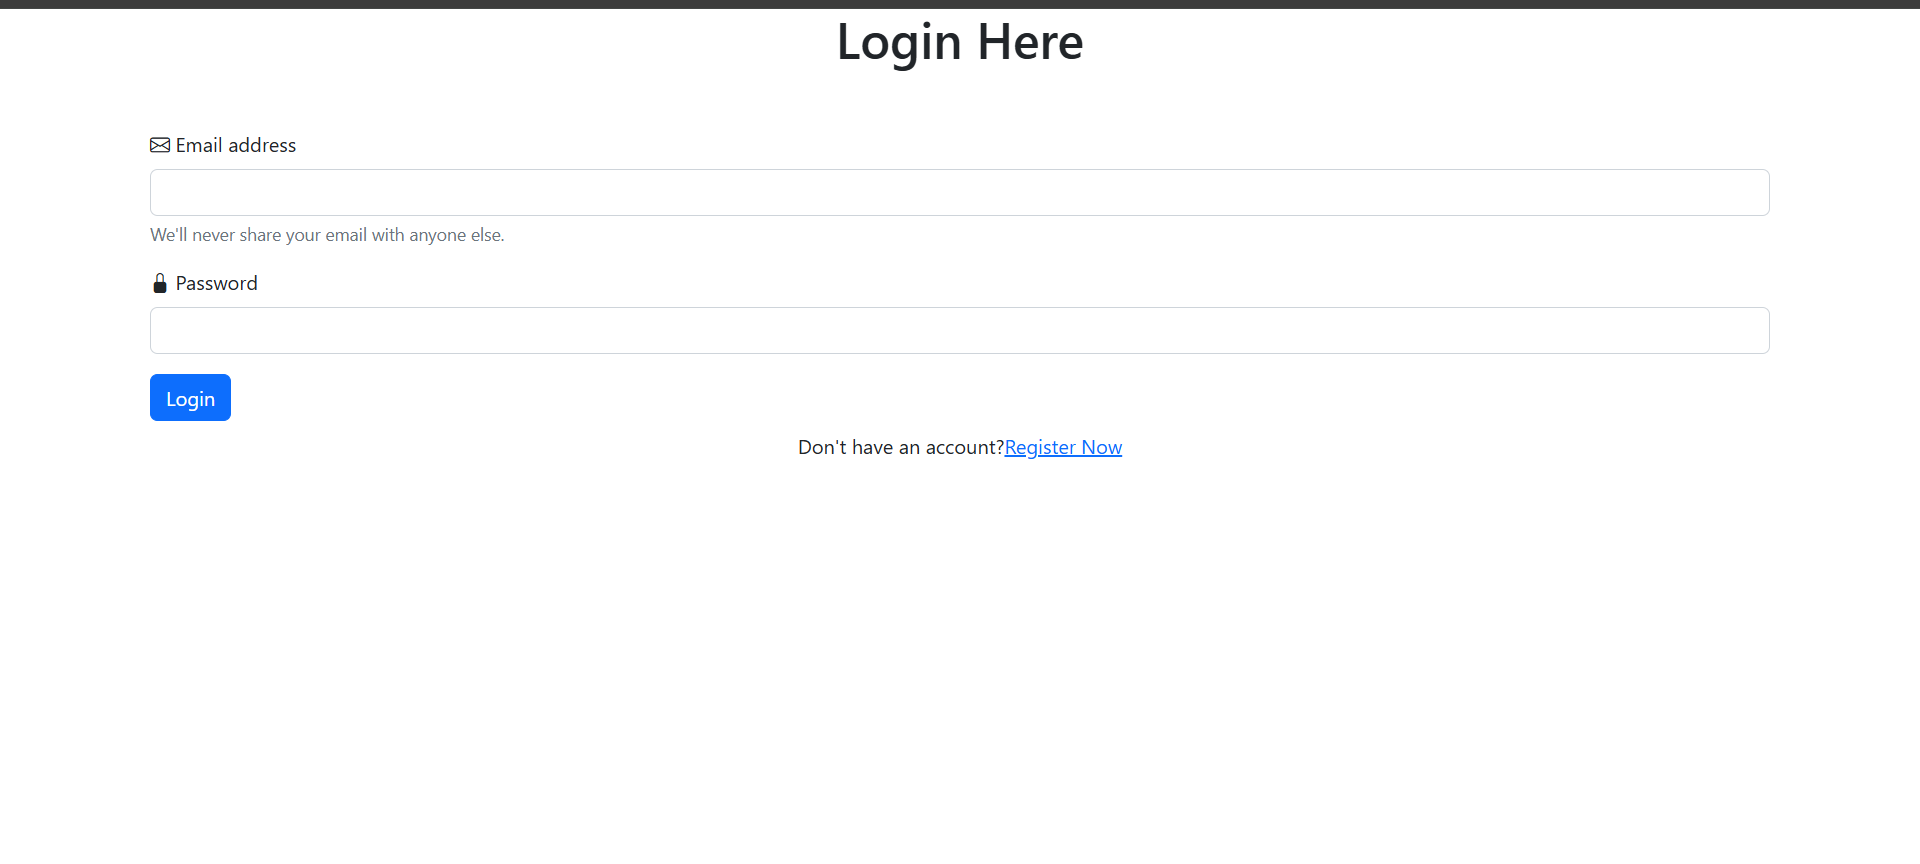 Login Here
Email address
We'll never share your email with anyone else.
Password
Login
Don't have an account?Register Now